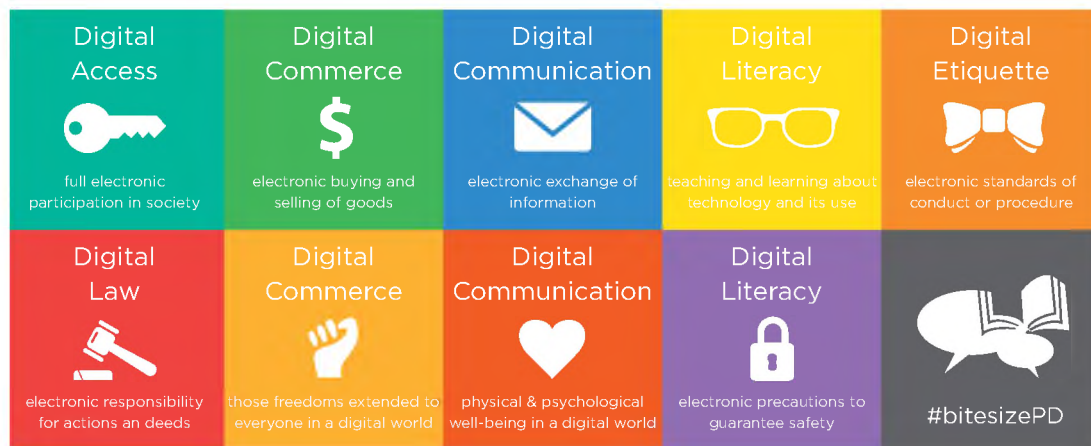 Digital
Access
full electronic
participation in society
Digital
Commerce
electronic buying and
selling of goods
Digital
Communication
electronic exchange of
information
Digital
Literacy
teaching and learning about
technology and its use
Digital
Etiquette
electronic standards of
conduct or procedure
Digital
Law
electronic responsibility
for actions an deeds
Digital
Commerce
those freedoms extended to
everyone in a digital world
Digital
Communication
physical & psychological
well-being in a digital world
Digital
Literacy
electronic precautions to
guarantee safety
#bitesizePD